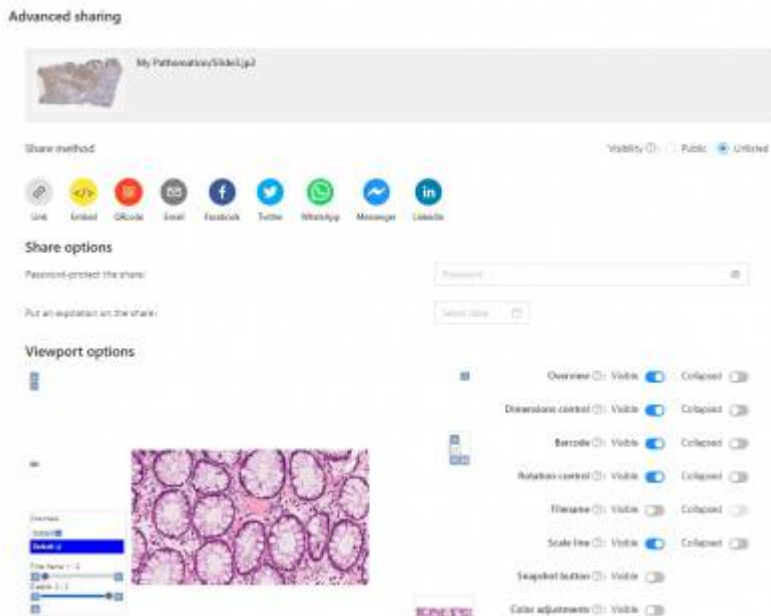 Advanced sharing
My Pathomation/Slide3.jp2
Share method
Visibility Public Unlisted
Link Embed QRcode Email Facebook Twitter WhatsApp Messenger LinkedIn
Share options
Password-protect the share:
Password
Put an expiration on the share:
Select date
Viewport options
Overview : Visible Collapsed
Dimensions control : Visible Collapsed
Barcode : Visible Collapsed
Rotation control : Visible Collapsed
Filename : Visible Collapsed
Scale line : Visible Collapsed
Snapshot button : Visible
Color adjustments : Visible